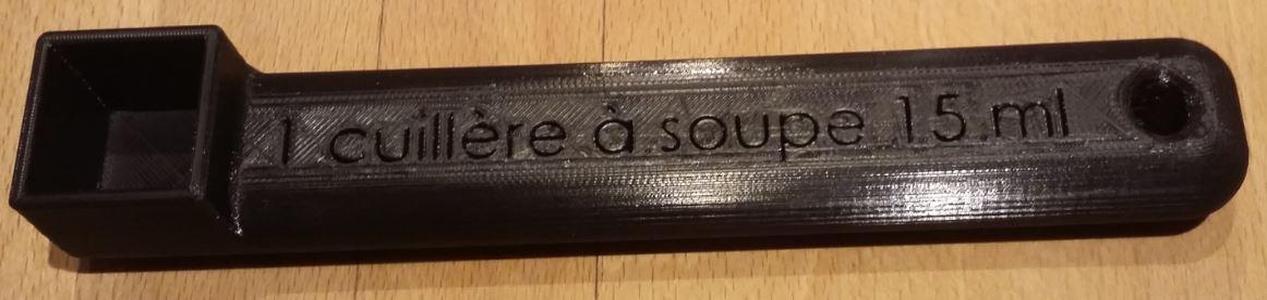 1 cuillère à soupe 15 ml